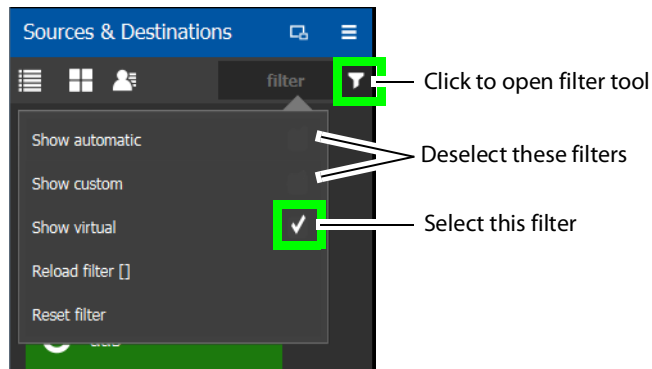 Sources & Destinations
filter
Click to open filter tool
Show automatic
Deselect these filters
Show custom
Show virtual
Select this filter
Reload filter []
Reset filter